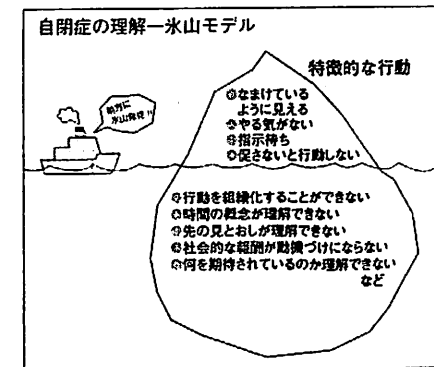 自閉症の理解ー氷山モデル
特徴的な行動
前方に
氷山発見!!
なまけている
ように見える
やる気がない
指示待ち
促さないと行動しない
行動を組織化することができない
時間の概念が理解できない
先の見とおしが理解できない
社会的な報酬が動機づけにならない
何を期待されているのか理解できない
など